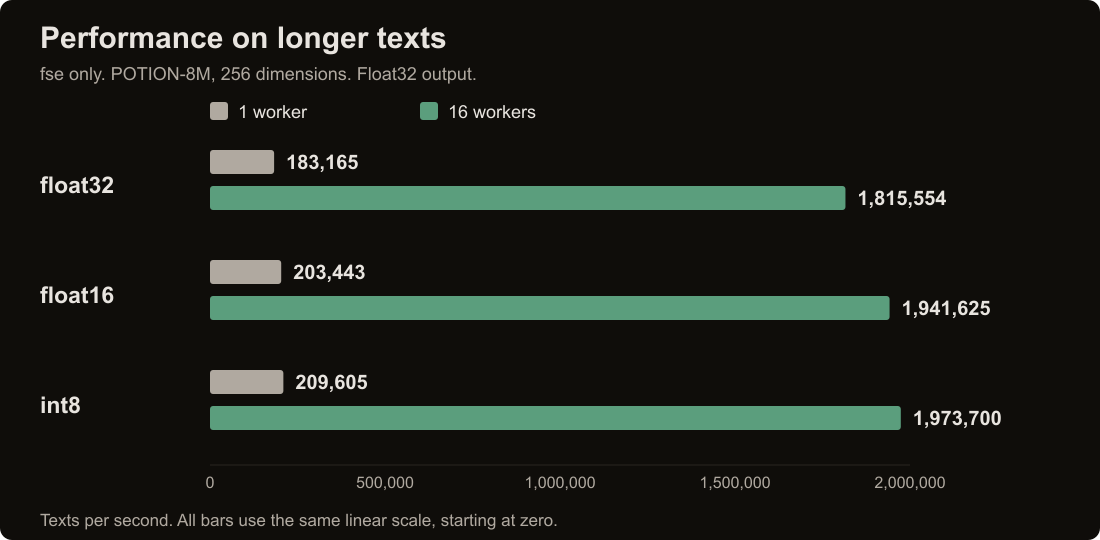 Performance on longer texts
fse only. POTION-8M, 256 dimensions. Float32 output.
1 worker 16 workers
183,165
float32
1,815,554
203,443
float16
1,941,625
209,605
int8
1,973,700
0 500,000 1,000,000 1,500,000 2,000,000
Texts per second. All bars use the same linear scale, starting at zero.